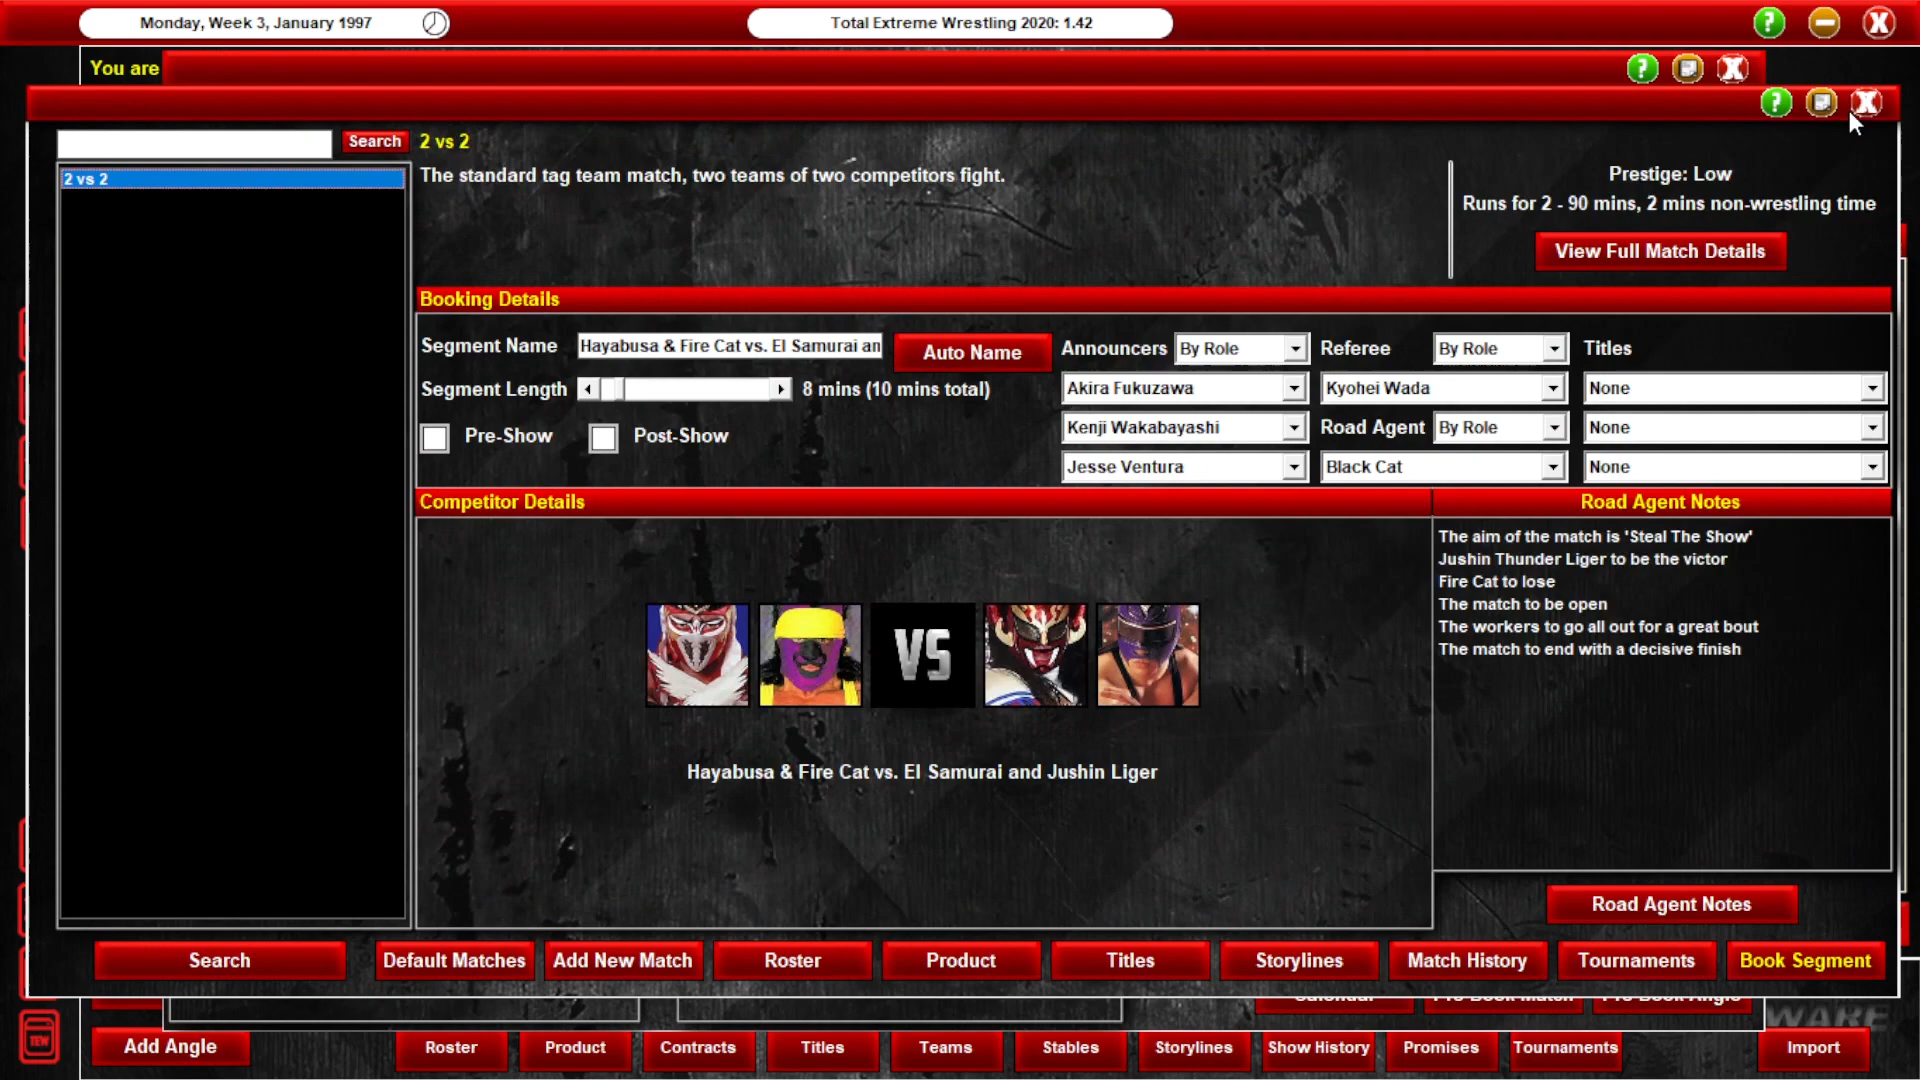 Monday, Week 3, January 1997
Total Extreme Wrestling 2020: 1.42
You are
Search
2 vs 2
2 vs 2
The standard tag team match, two teams of two competitors fight.
Prestige: Low
Runs for 2 - 90 mins, 2 mins non-wrestling time
View Full Match Details
Booking Details
Segment Name
Hayabusa & Fire Cat vs. El Samurai an
Auto Name
Announcers
By Role
Referee
By Role
Titles
Segment Length
8 mins (10 mins total)
Akira Fukuzawa
Kyohei Wada
None
Pre-Show
Post-Show
Kenji Wakabayashi
Road Agent
By Role
None
Jesse Ventura
Black Cat
None
Competitor Details
Road Agent Notes
The aim of the match is 'Steal The Show'
Jushin Thunder Liger to be the victor
Fire Cat to lose
The match to be open
The workers to go all out for a great bout
The match to end with a decisive finish
VS
Hayabusa & Fire Cat vs. El Samurai and Jushin Liger
Road Agent Notes
Search
Default Matches
Add New Match
Roster
Product
Titles
Storylines
Match History
Tournaments
Book Segment
Calendar
Pre Book Match
Pre Book Angle
WARE
TEW
Add Angle
Roster
Product
Contracts
Titles
Teams
Stables
Storylines
Show History
Promises
Tournaments
Import